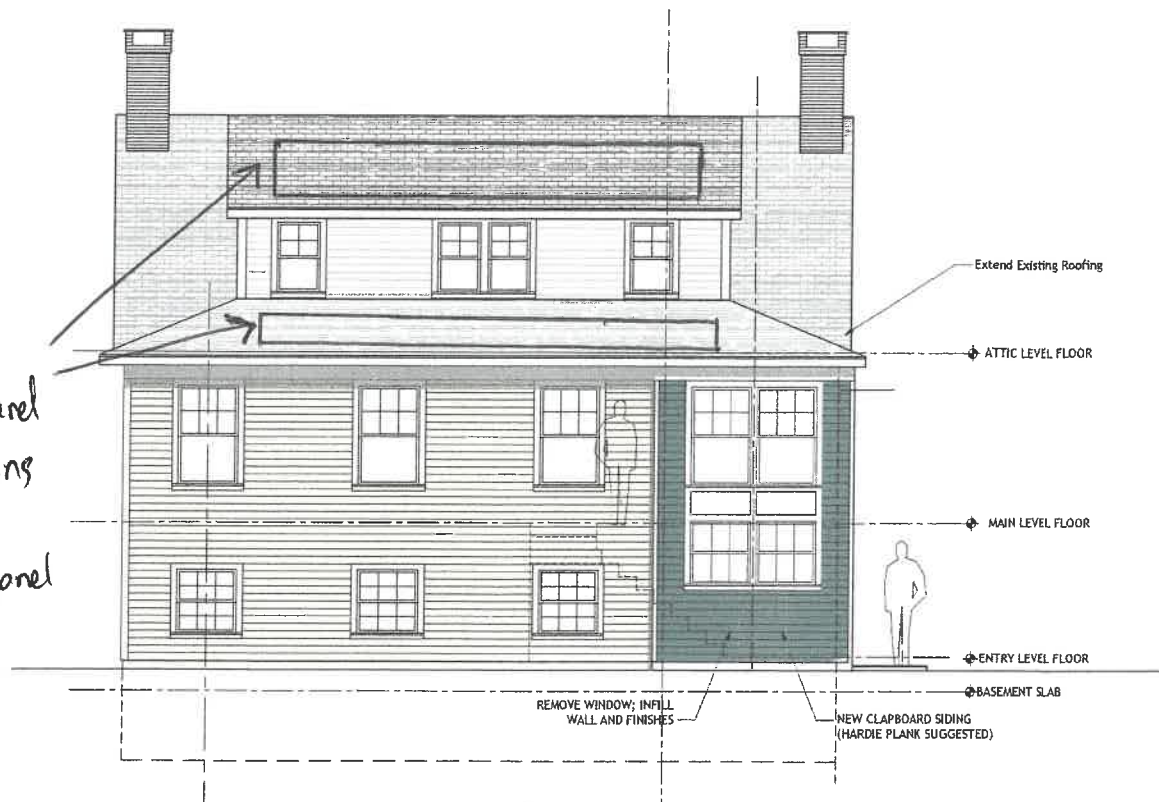 Extend Existing Roofing
ATTIC LEVEL FLOOR
MAIN LEVEL FLOOR
ENTRY LEVEL FLOOR
BASEMENT SLAB
REMOVE WINDOW; INFILL
WALL AND FINISHES
NEW CLAPBOARD SIDING
(HARDIE PLANK SUGGESTED)